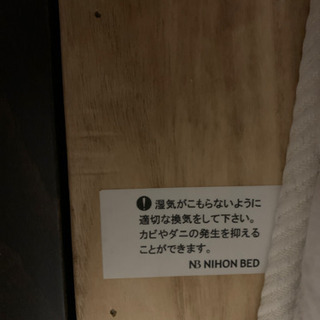 湿気がこもらないように
適切な換気をして下さい。
カビやダニの発生を抑える
ことができます。
NB NIHON BED